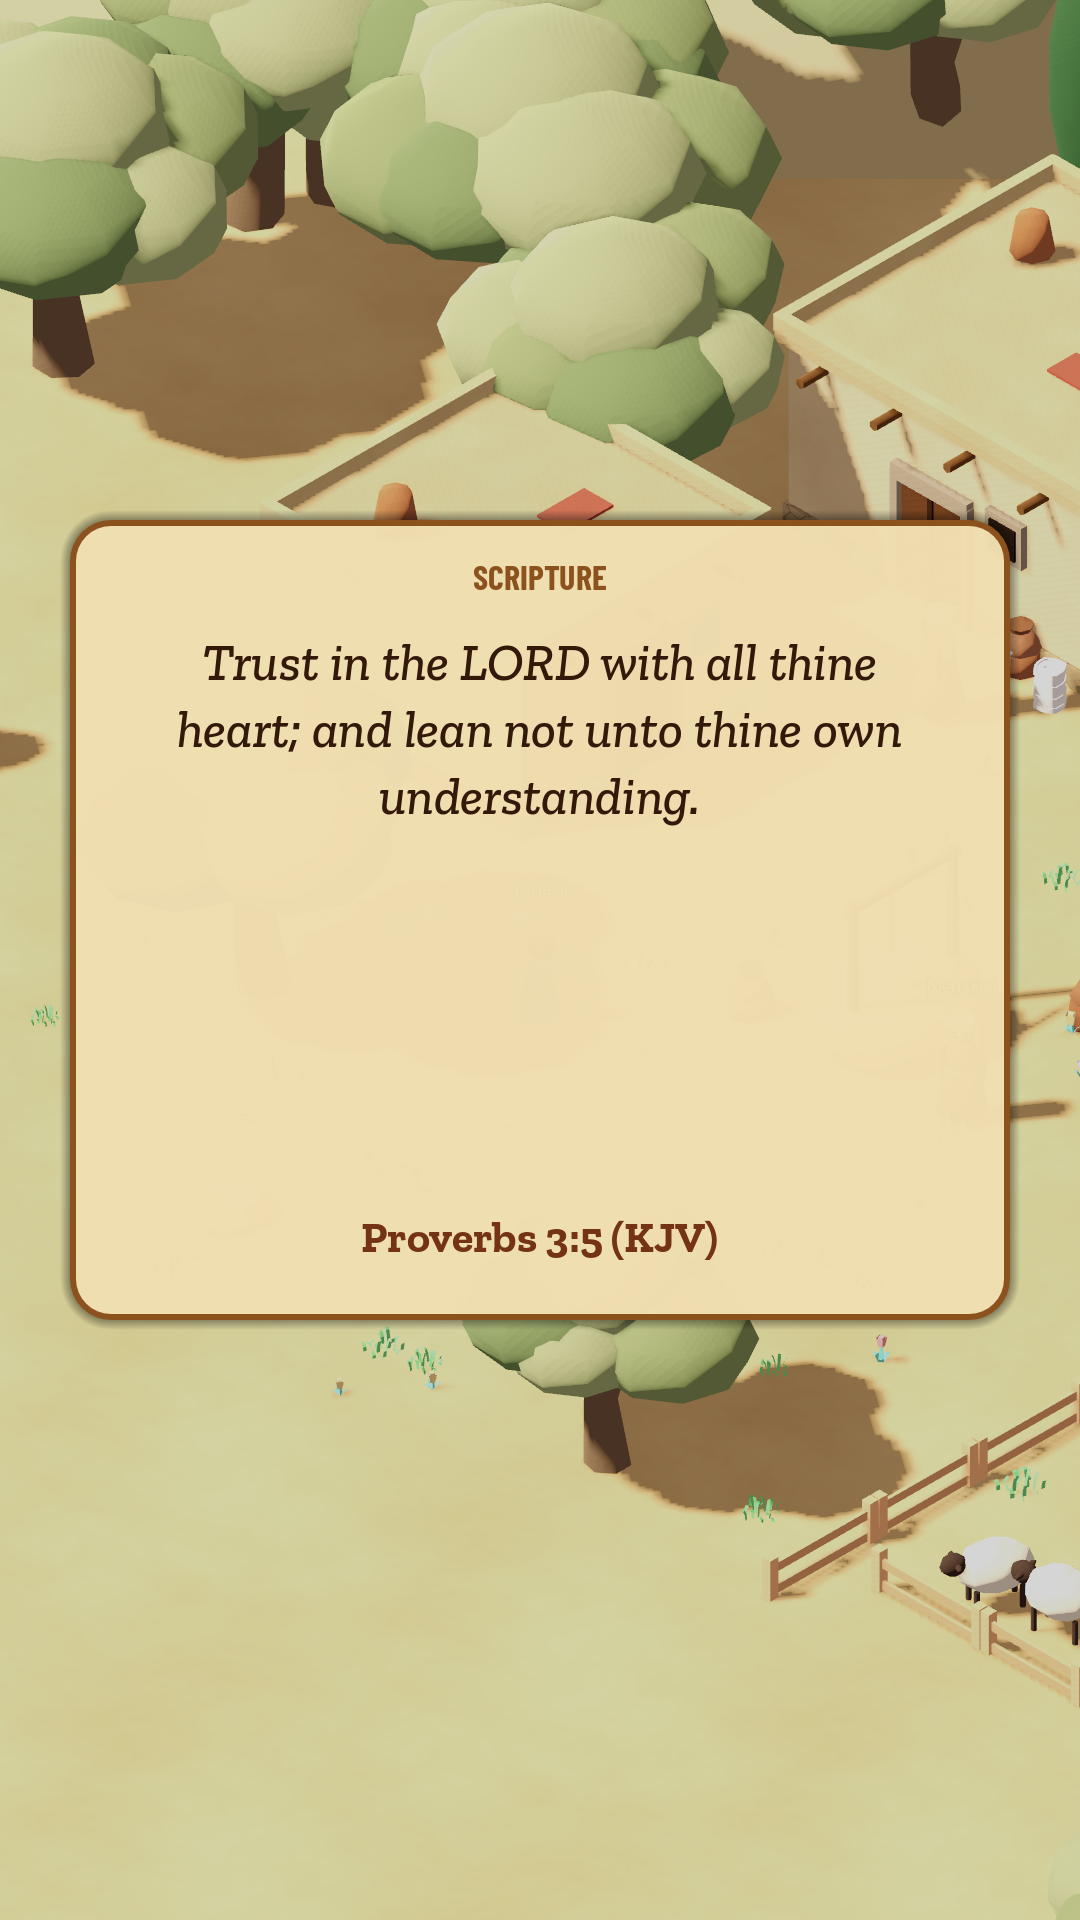 SCRIPTURE
Trust in the LORD with all thine
heart; and lean not unto thine own
understanding.
Proverbs 3:5 (KJV)